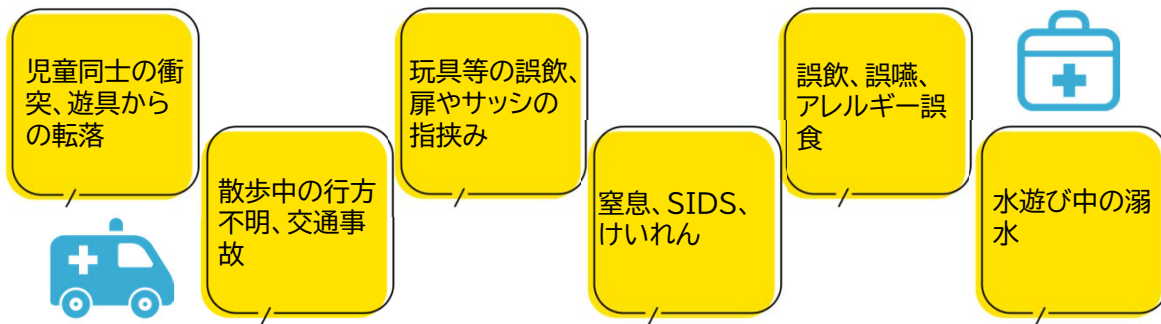 児童同士の衝
突、遊具から
の転落
散歩中の行方
不明、交通事
故
玩具等の誤飲、
扉やサッシの
指挟み
窒息、SIDS、
けいれん
誤飲、誤嚥、
アレルギー誤
食
水遊び中の溺
水